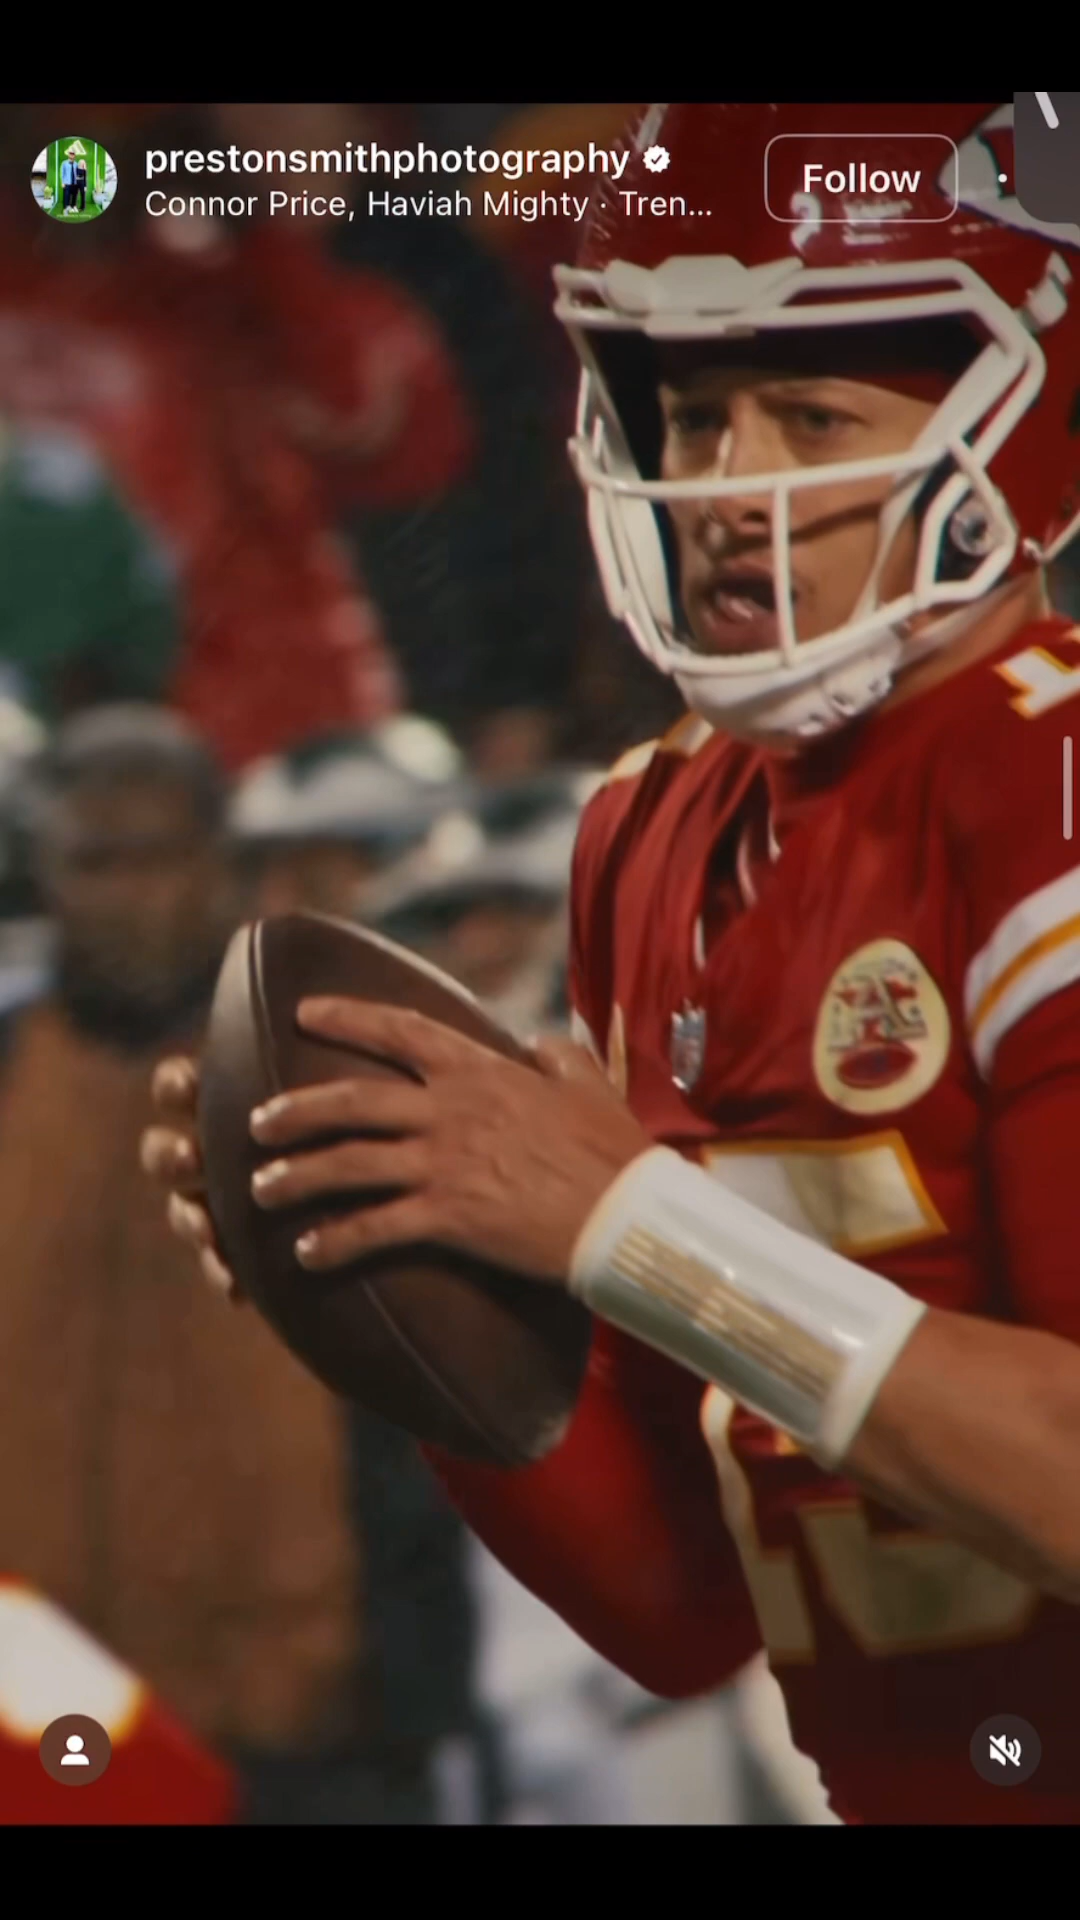 prestonsmithphotography
Follow
Connor Price, Haviah Mighty · Tren...